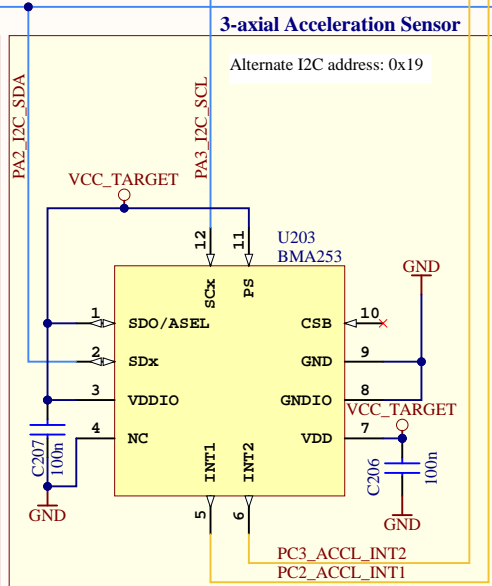 3-axial Acceleration Sensor
Alternate I2C address: 0x19
PA2_I2C_SDA
PA3_I2C_SCL
VCC_TARGET
12
11
U203
BMA253
SCx
PS
GND
1
SDO/ASEL
CSB
10
2
SDx
GND
9
3
VDDIO
GNDIO
8
VCC_TARGET
4
NC
VDD
7
C207
100n
INT1
INT2
C206
100n
GND
5
6
GND
PC3_ACCL_INT2
PC2_ACCL_INT1